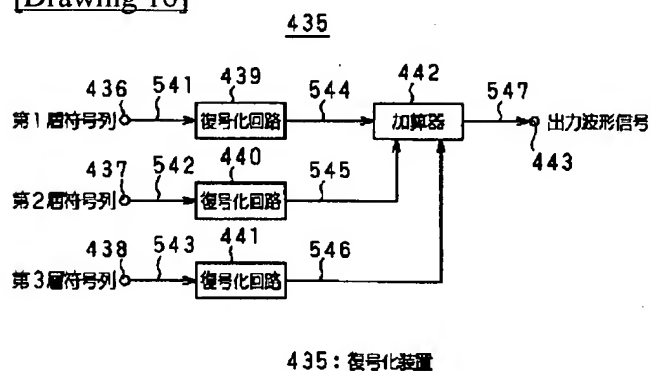 [Drawing 10]
435
436 541 439 544 442 547
第1層符号列 復号化回路 加算器 出力波形信号
443
437 542 440 545
第2層符号列 復号化回路
438 543 441 546
第3層符号列 復号化回路
435：復号化装置